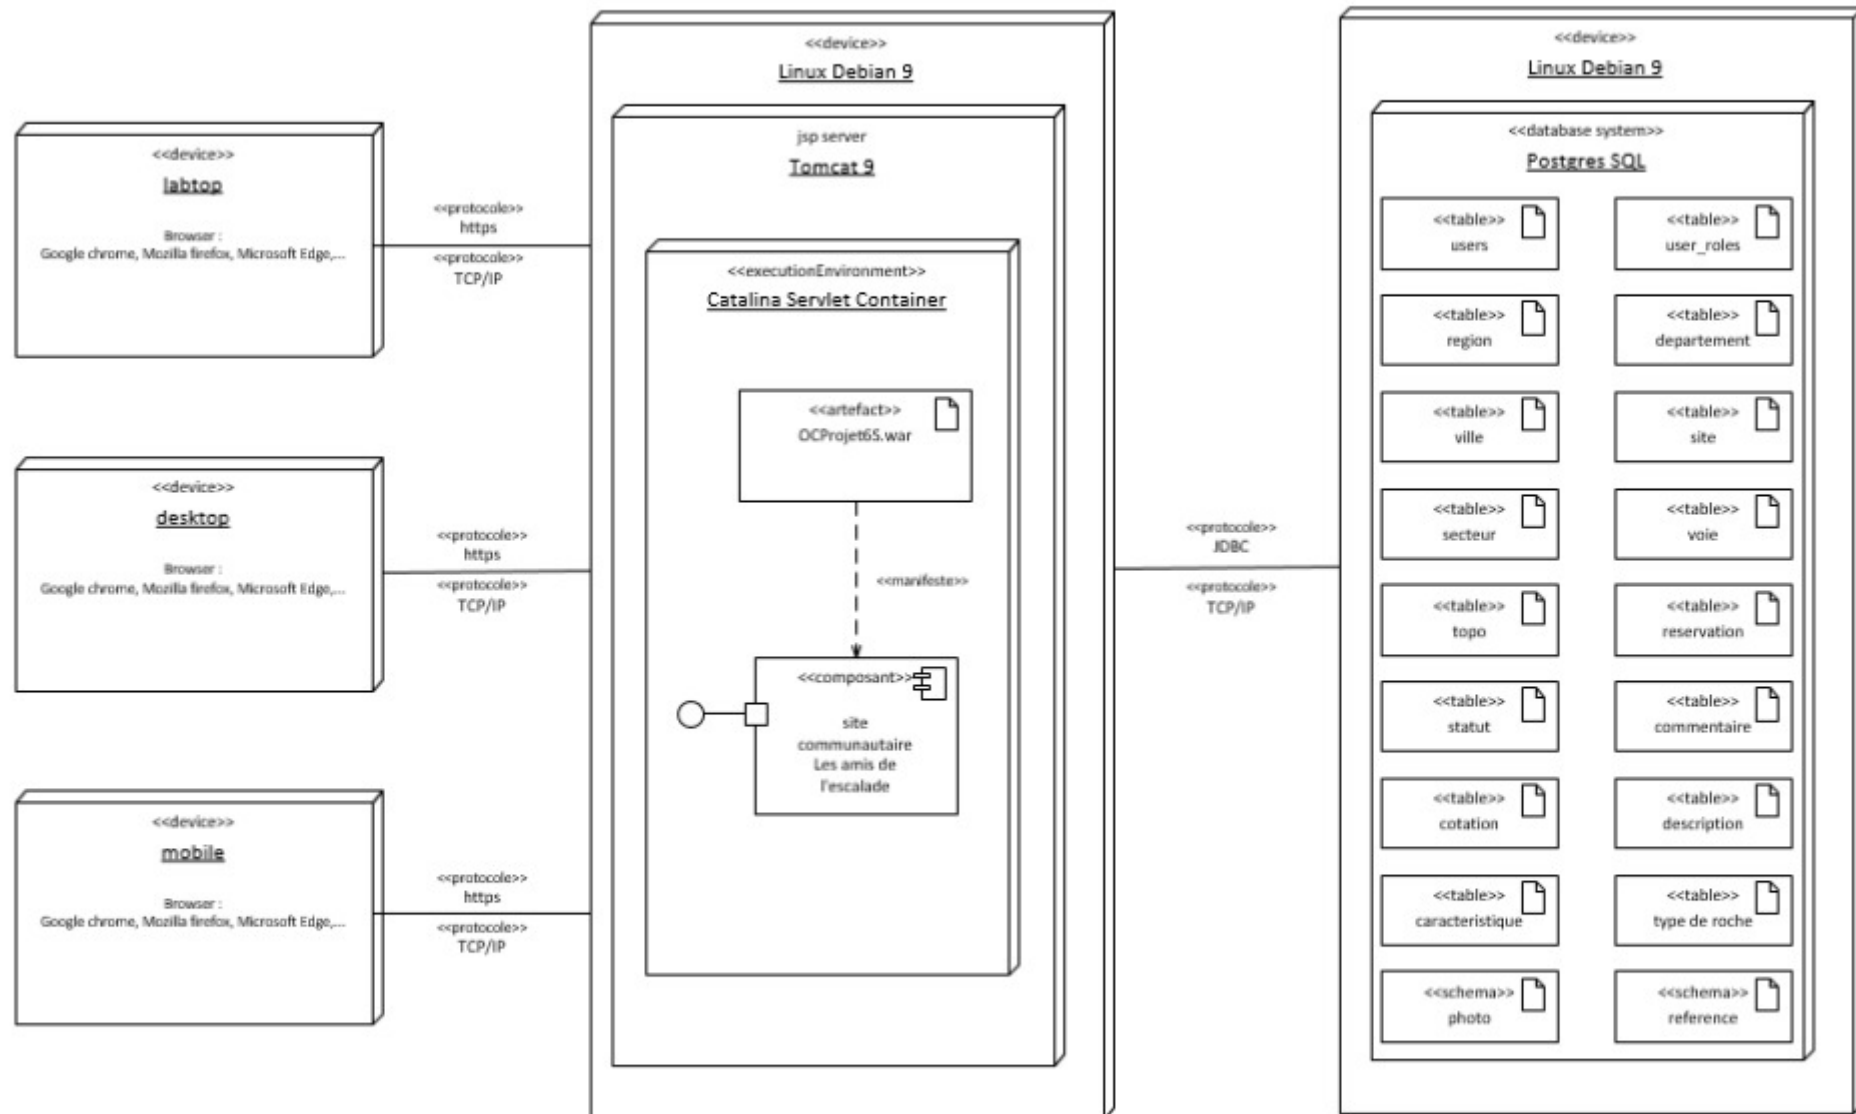 <<device>>
labtop
Browser :
Google chrome, Mozilla firefox, Microsoft Edge,...
<<protocole>>
https
<<protocole>>
TCP/IP
<<device>>
desktop
Browser :
Google chrome, Mozilla firefox, Microsoft Edge,...
<<protocole>>
https
<<protocole>>
TCP/IP
<<device>>
mobile
Browser :
Google chrome, Mozilla firefox, Microsoft Edge,...
<<protocole>>
https
<<protocole>>
TCP/IP
<<device>>
Linux Debian 9
jsp server
Tomcat 9
<<executionEnvironment>>
Catalina Servlet Container
<<artefact>>
OCProjet6S.war
<<manifeste>>
<<composant>>
site
communautaire
Les amis de
l'escalade
<<protocole>>
JDBC
<<protocole>>
TCP/IP
<<device>>
Linux Debian 9
<<database system>>
Postgres SQL
<<table>>
users
<<table>>
user_roles
<<table>>
region
<<table>>
departement
<<table>>
ville
<<table>>
site
<<table>>
secteur
<<table>>
voie
<<table>>
topo
<<table>>
reservation
<<table>>
statut
<<table>>
commentaire
<<table>>
cotation
<<table>>
description
<<table>>
caracteristique
<<table>>
type de roche
<<schema>>
photo
<<schema>>
reference